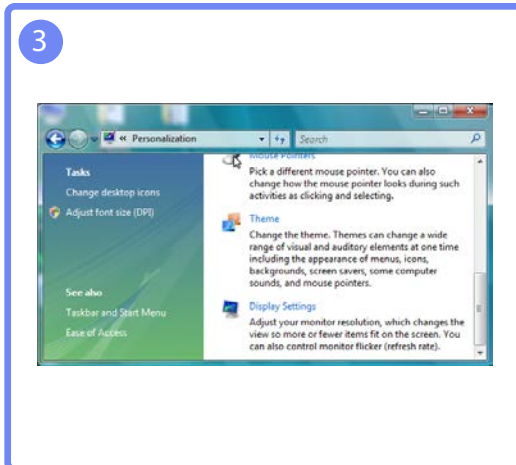 3
« Personalization
Search
Tasks
Change desktop icons
Adjust font size (DPI)
See also
Taskbar and Start Menu
Ease of Access
Mouse Pointers
Pick a different mouse pointer. You can also
change how the mouse pointer looks during such
activities as clicking and selecting.
Theme
Change the theme. Themes can change a wide
range of visual and auditory elements at one time
including the appearance of menus, icons,
backgrounds, screen savers, some computer
sounds, and mouse pointers.
Display Settings
Adjust your monitor resolution, which changes the
view so more or fewer items fit on the screen. You
can also control monitor flicker (refresh rate).